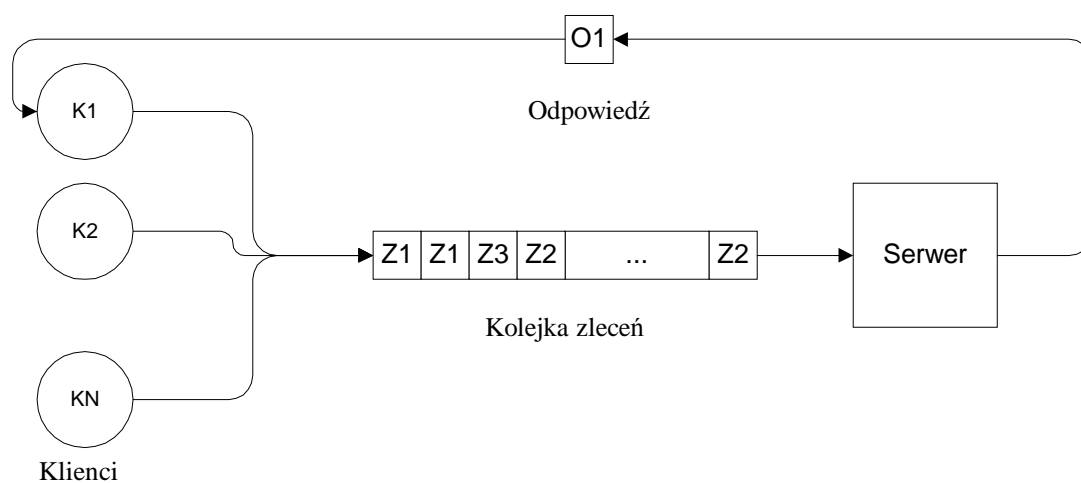 O1
Odpowiedź
K1
K2
Z1 Z1 Z3 Z2 ... Z2
Serwer
Kolejka zleceń
KN
Klienci